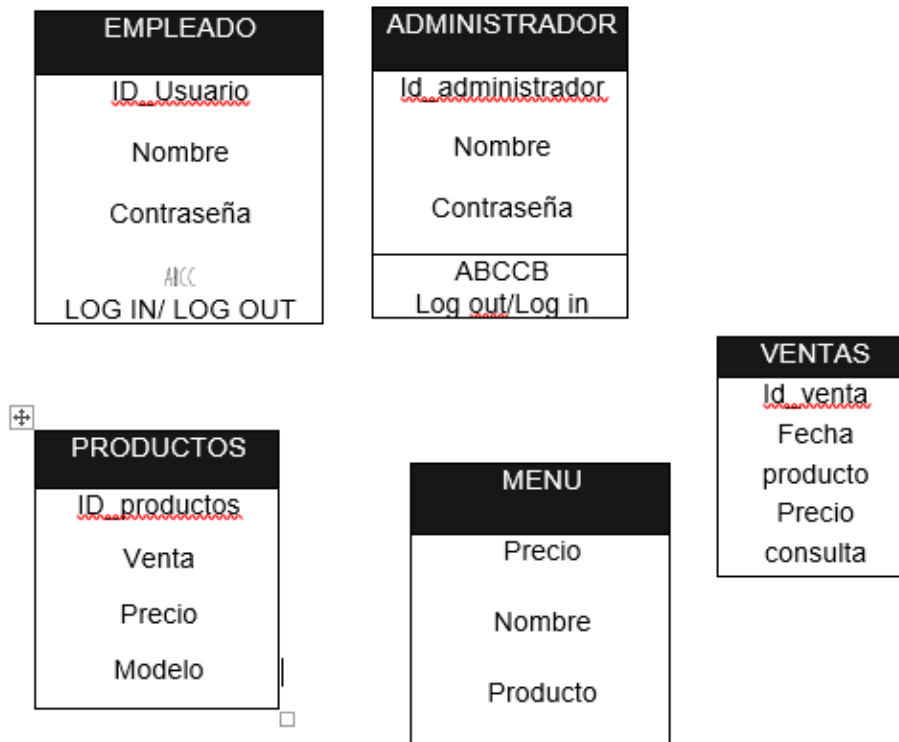 EMPLEADO
ID_Usuario
Nombre
Contraseña
ABCC
LOG IN/ LOG OUT
ADMINISTRADOR
Id_administrador
Nombre
Contraseña
ABCCB
Log out/Log in
VENTAS
Id_venta
Fecha
producto
Precio
consulta
PRODUCTOS
ID_productos
Venta
Precio
Modelo
MENU
Precio
Nombre
Producto